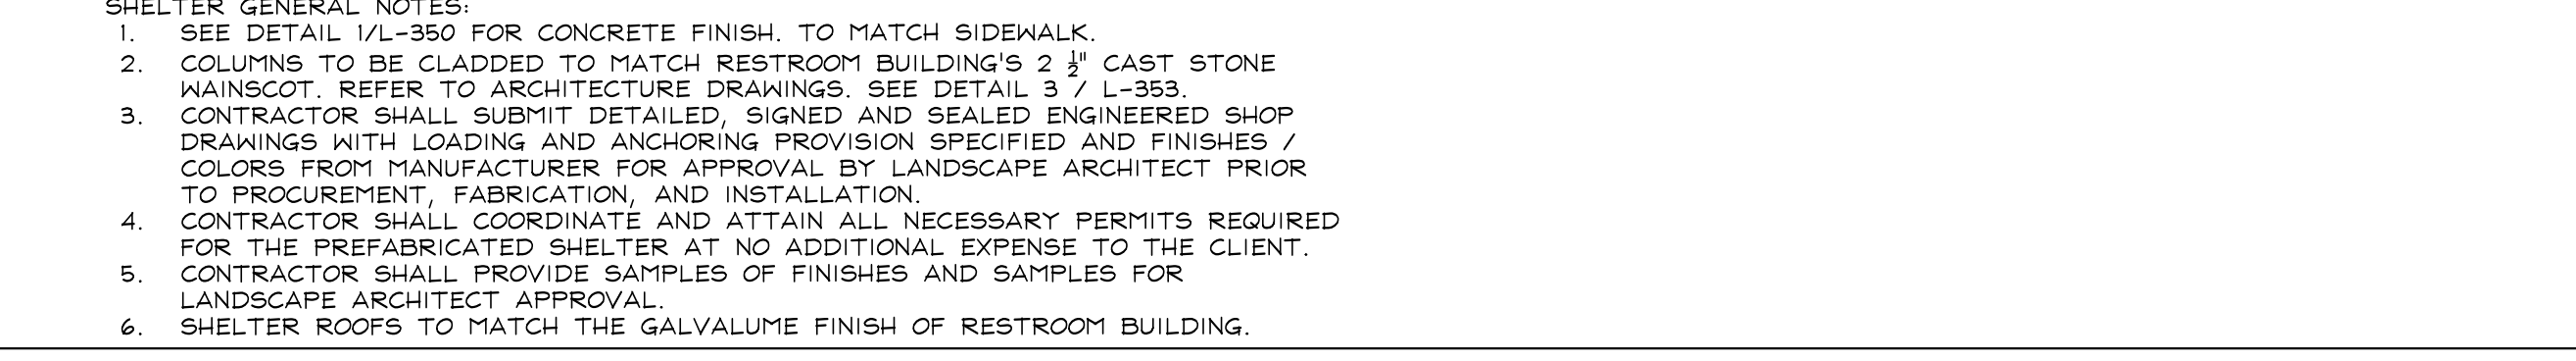 SHELTER GENERAL NOTES:
1. SEE DETAIL 1/L-350 FOR CONCRETE FINISH. TO MATCH SIDEWALK.
2. COLUMNS TO BE CLADDED TO MATCH RESTROOM BUILDING'S 2 ½" CAST STONE
WAINSCOT. REFER TO ARCHITECTURE DRAWINGS. SEE DETAIL 3 / L-353.
3. CONTRACTOR SHALL SUBMIT DETAILED, SIGNED AND SEALED ENGINEERED SHOP
DRAWINGS WITH LOADING AND ANCHORING PROVISION SPECIFIED AND FINISHES /
COLORS FROM MANUFACTURER FOR APPROVAL BY LANDSCAPE ARCHITECT PRIOR
TO PROCUREMENT, FABRICATION, AND INSTALLATION.
4. CONTRACTOR SHALL COORDINATE AND ATTAIN ALL NECESSARY PERMITS REQUIRED
FOR THE PREFABRICATED SHELTER AT NO ADDITIONAL EXPENSE TO THE CLIENT.
5. CONTRACTOR SHALL PROVIDE SAMPLES OF FINISHES AND SAMPLES FOR
LANDSCAPE ARCHITECT APPROVAL.
6. SHELTER ROOFS TO MATCH THE GALVALUME FINISH OF RESTROOM BUILDING.